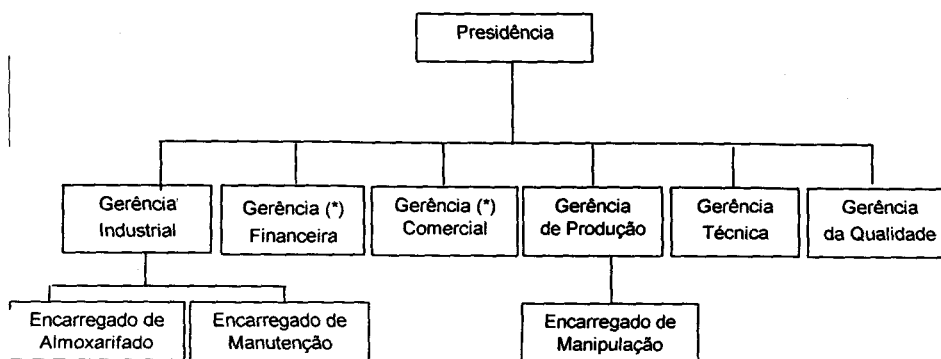 Presidência
Gerência
Industrial
Gerência (*)
Financeira
Gerência (*)
Comercial
Gerência
de Produção
Gerência
Técnica
Gerência
da Qualidade
Encarregado de
Almoxarifado
Encarregado de
Manutenção
Encarregado de
Manipulação